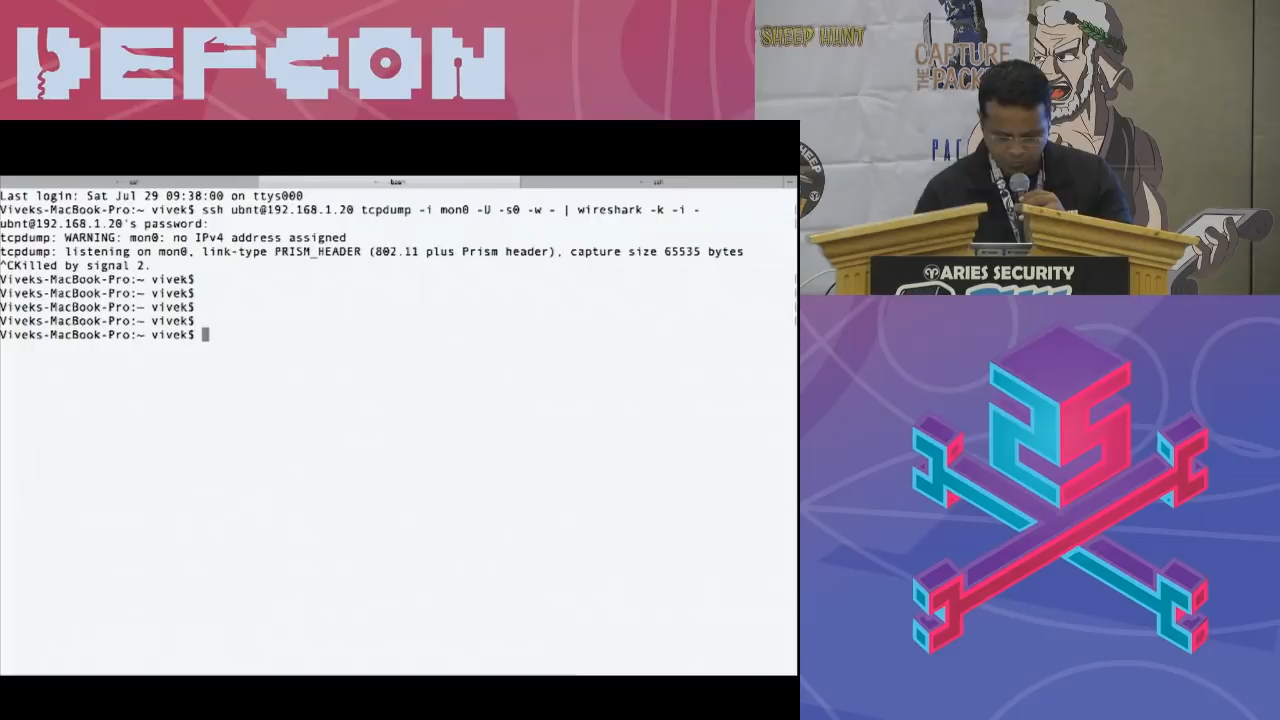 DEFCON
SHEEP HUNT
CAPTURE
THE PACK
PA
SHEEP
ARIES SECURITY
Last login: Sat Jul 29 09:38:00 on ttys000
Viveks-MacBook-Pro:~ vivek$ ssh ubnt@192.168.1.20 tcpdump -i mon0 -U -s0 -w - | wireshark -k -i -
ubnt@192.168.1.20's password:
tcpdump: WARNING: mon0: no IPv4 address assigned
tcpdump: listening on mon0, link-type PRISM_HEADER (802.11 plus Prism header), capture size 65535 bytes
^CKilled by signal 2.
Viveks-MacBook-Pro:~ vivek$
Viveks-MacBook-Pro:~ vivek$
Viveks-MacBook-Pro:~ vivek$
Viveks-MacBook-Pro:~ vivek$
Viveks-MacBook-Pro:~ vivek$
25